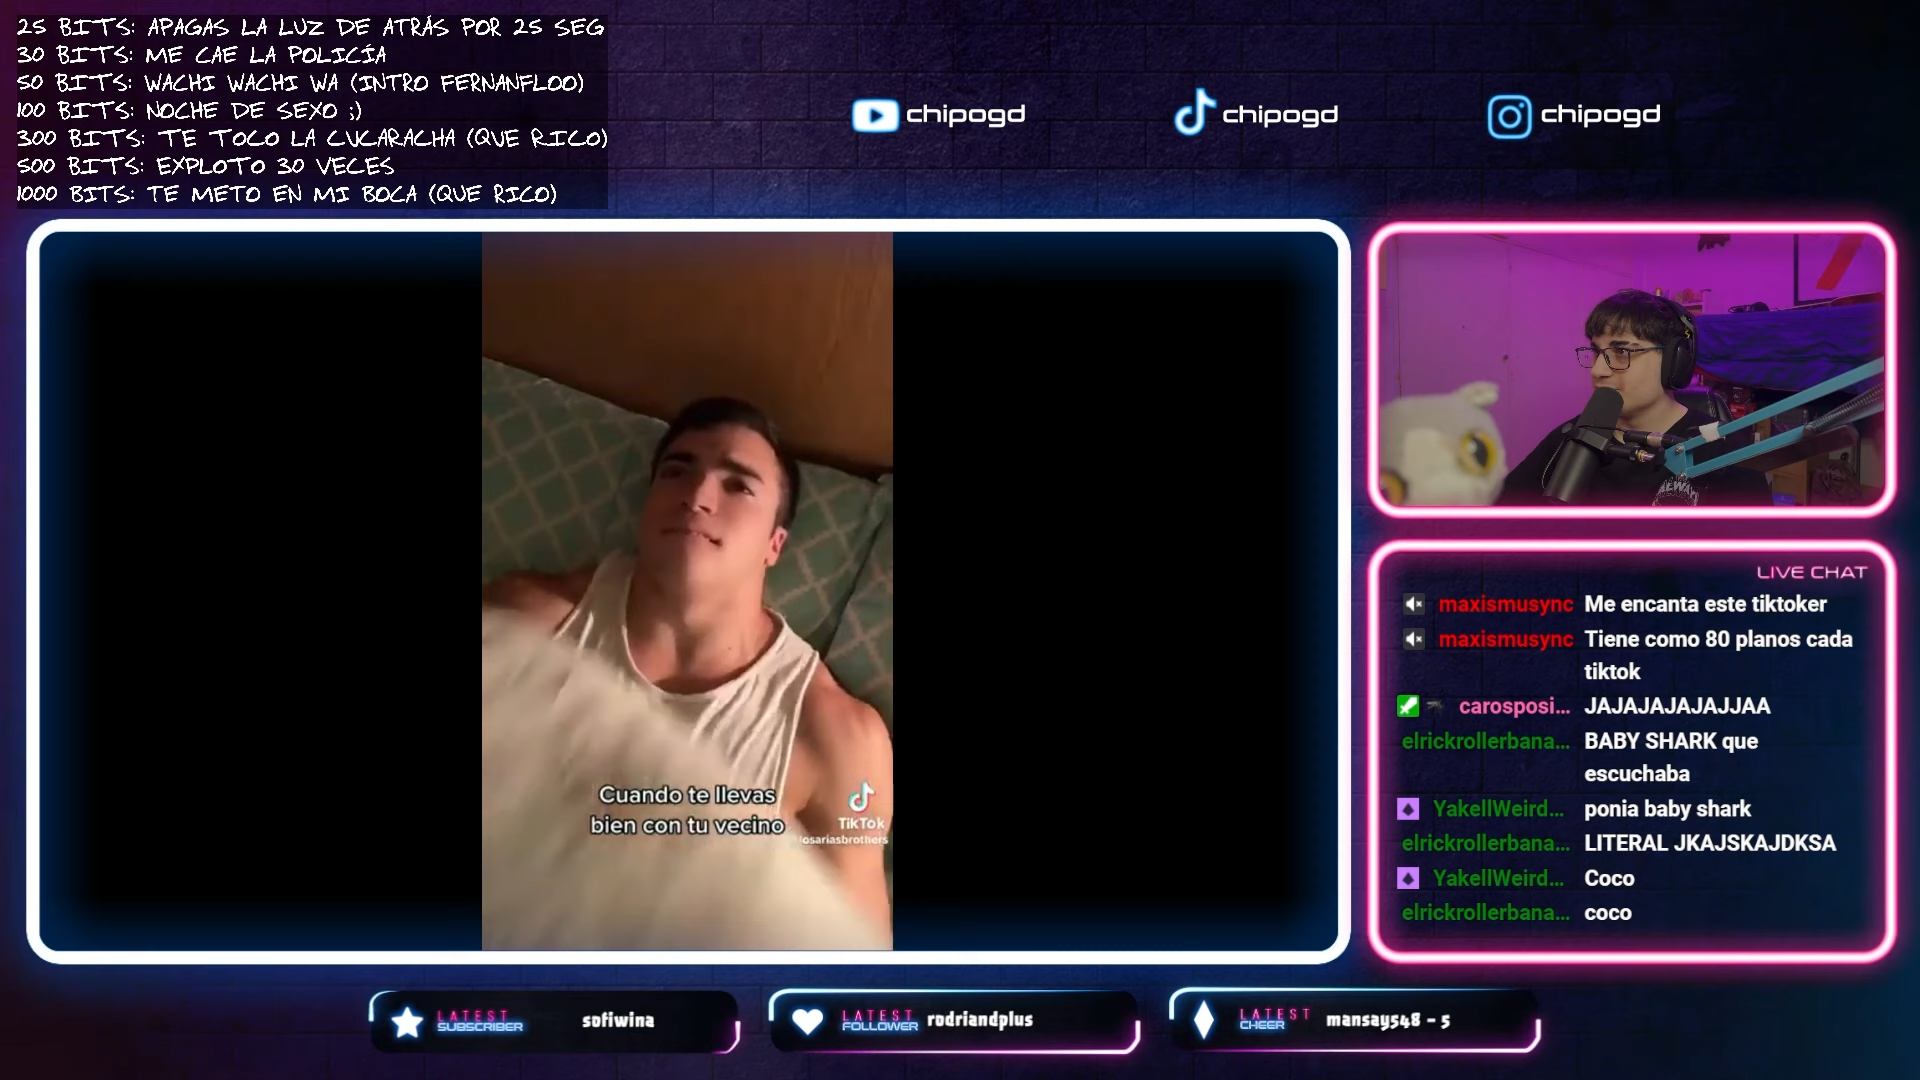 25 BITS: APAGAS LA LUZ DE ATRÁS POR 25 SEG
30 BITS: ME CAE LA POLICÍA
50 BITS: WACHI WACHI WA (INTRO FERNANFLOO)
100 BITS: NOCHE DE SEXO ;)
300 BITS: TE TOCO LA CUCARACHA (QUE RICO)
500 BITS: EXPLOTO 30 VECES
1000 BITS: TE METO EN MI BOCA (QUE RICO)
chipogd
chipogd
chipogd
Cuando te llevas
bien con tu vecino
TikTok
osariasbrothers
LIVE CHAT
maxismusync Me encanta este tiktoker
maxismusync Tiene como 80 planos cada
tiktok
carosposi... JAJAJAJAJAJJAA
elrickrollerbana... BABY SHARK que
escuchaba
YakellWeird... ponia baby shark
elrickrollerbana... LITERAL JKAJSKAJDKSA
YakellWeird... Coco
elrickrollerbana... coco
LATEST
SUBSCRIBER
sofiwina
LATEST
FOLLOWER
rodriandplus
LATEST
CHEER
mansay548 - 5